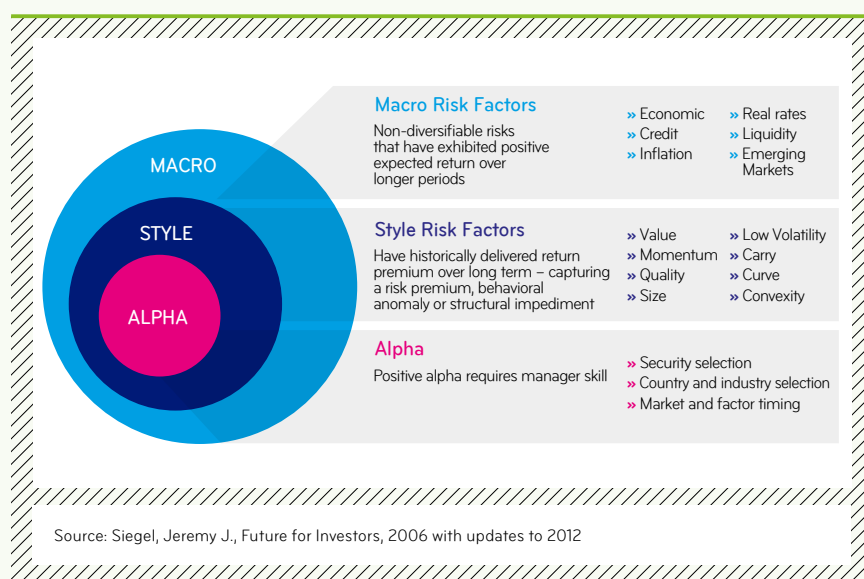 MACRO
STYLE
ALPHA
Macro Risk Factors
Non-diversifiable risks
that have exhibited positive
expected return over
longer periods
» Economic
» Credit
» Inflation
» Real rates
» Liquidity
» Emerging
Markets
Style Risk Factors
Have historically delivered return
premium over long term – capturing
a risk premium, behavioral
anomaly or structural impediment
» Value
» Momentum
» Quality
» Size
» Low Volatility
» Carry
» Curve
» Convexity
Alpha
Positive alpha requires manager skill
» Security selection
» Country and industry selection
» Market and factor timing
Source: Siegel, Jeremy J., Future for Investors, 2006 with updates to 2012